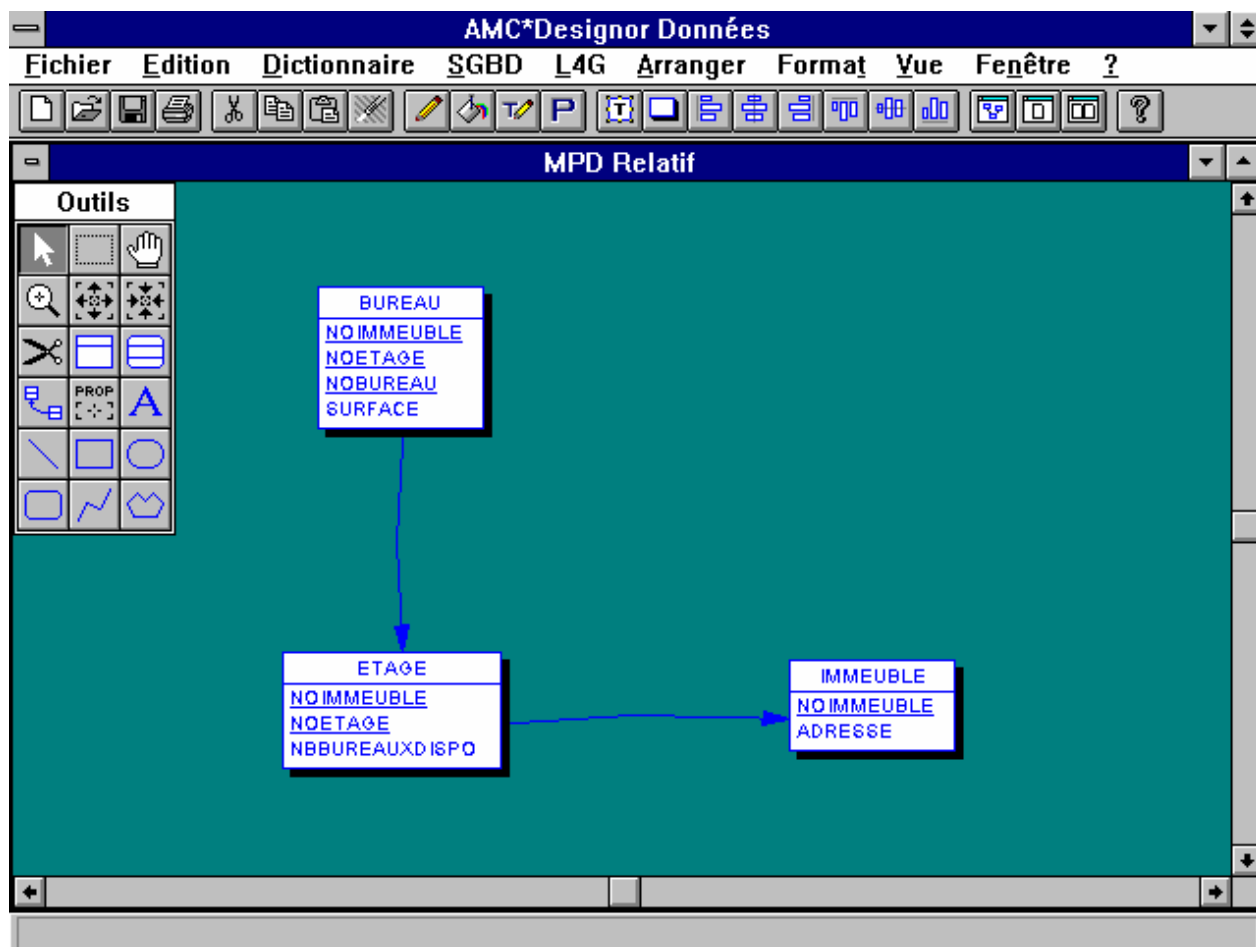 AMC*Designor Données
Fichier Edition Dictionnaire SGBD L4G Arranger Format Vue Fenêtre ?
T P T ?
MPD Relatif
Outils
PROP A
BUREAU
NOIMMEUBLE
NOETAGE
NOBUREAU
SURFACE
ETAGE
NOIMMEUBLE
NOETAGE
NBBUREAUXDISPO
IMMEUBLE
NOIMMEUBLE
ADRESSE